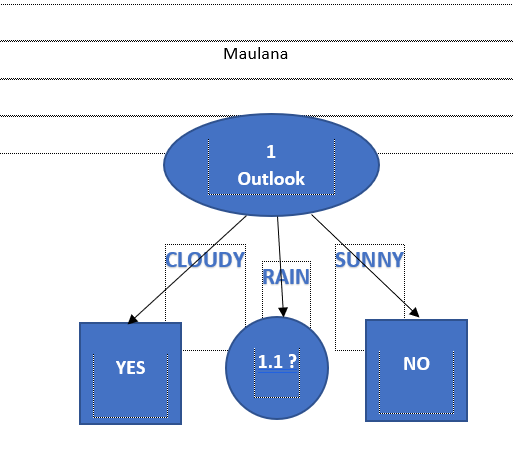 Maulana
1
Outlook
CLOUDY
RAIN
SUNNY
YES
1.1 ?
NO